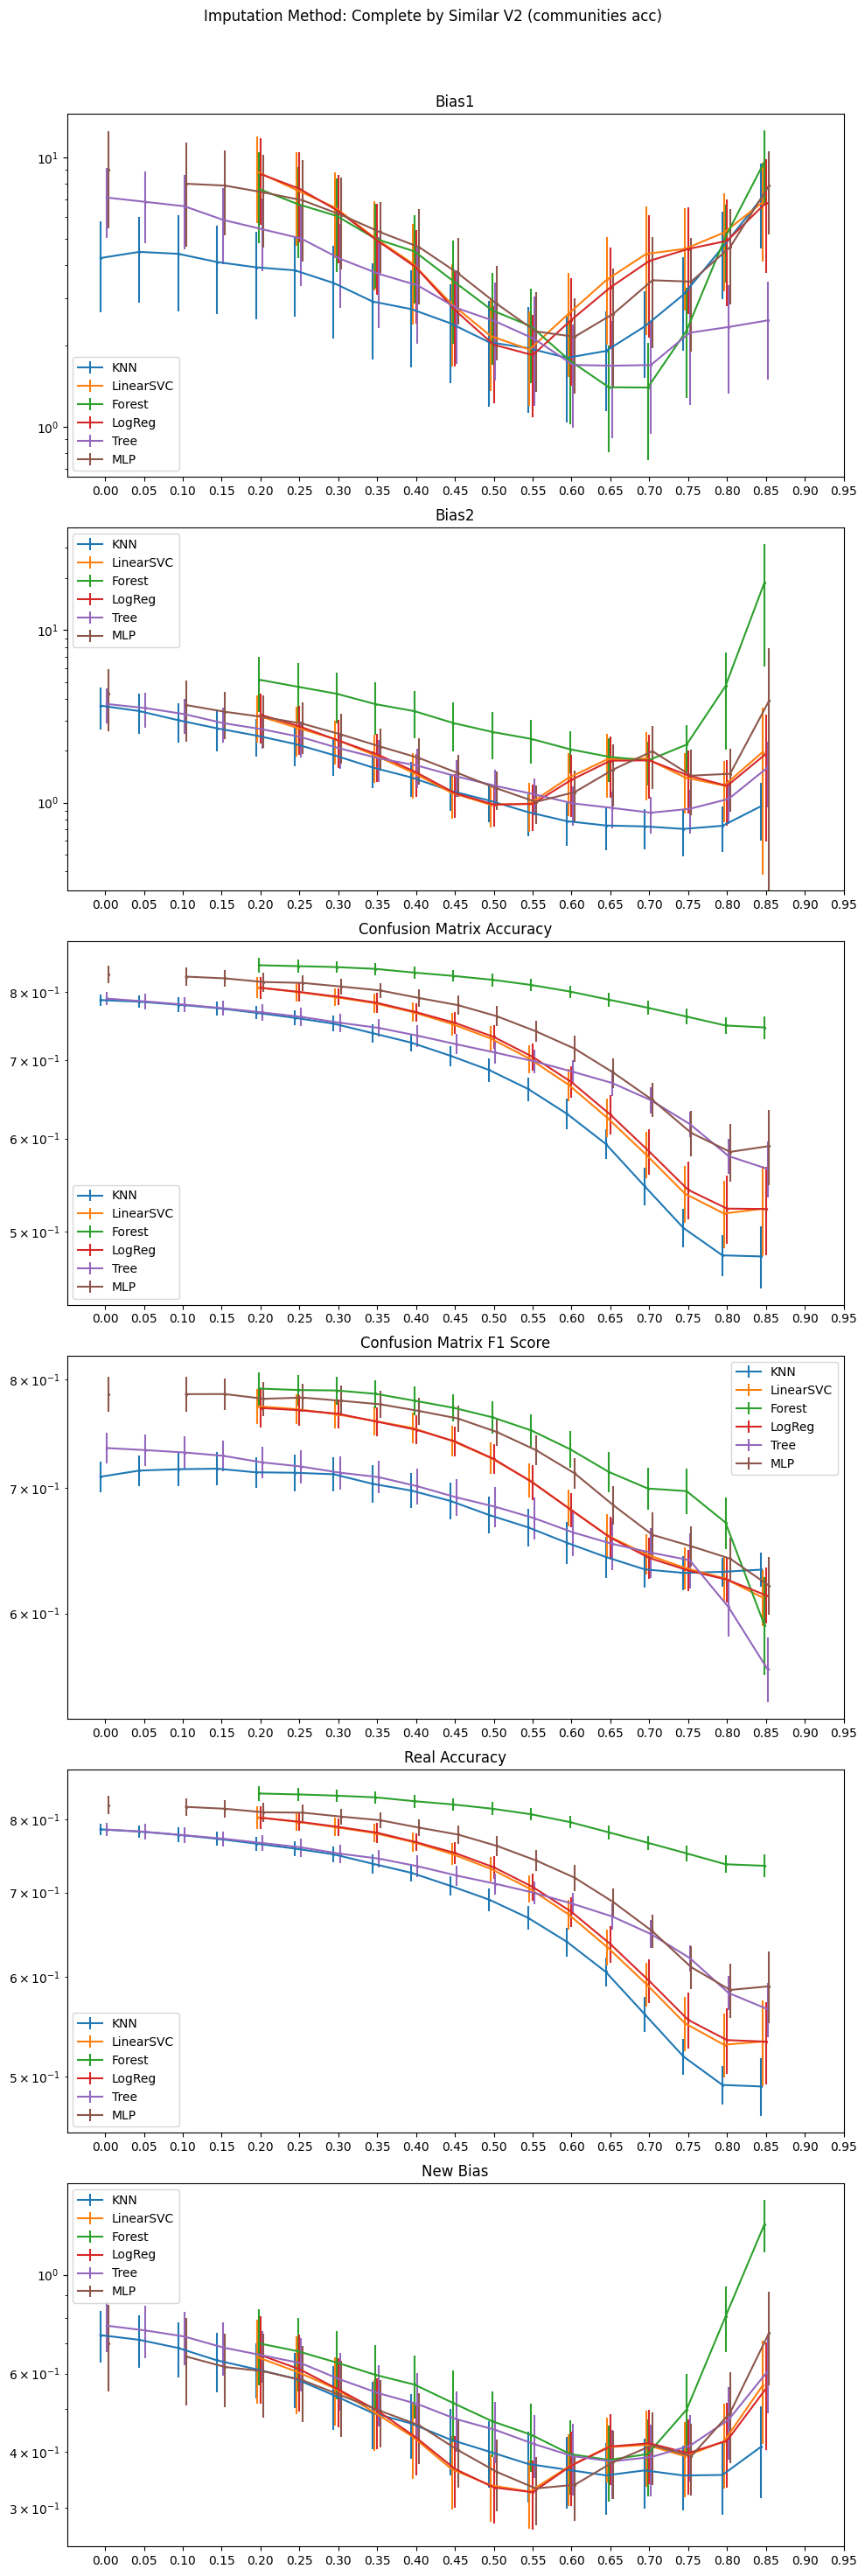 Imputation Method: Complete by Similar V2 (communities acc)
Bias1
10¹
10⁰
KNN
LinearSVC
Forest
LogReg
Tree
MLP
0.00 0.05 0.10 0.15 0.20 0.25 0.30 0.35 0.40 0.45 0.50 0.55 0.60 0.65 0.70 0.75 0.80 0.85 0.90 0.95
Bias2
KNN
LinearSVC
Forest
LogReg
Tree
MLP
10¹
10⁰
0.00 0.05 0.10 0.15 0.20 0.25 0.30 0.35 0.40 0.45 0.50 0.55 0.60 0.65 0.70 0.75 0.80 0.85 0.90 0.95
Confusion Matrix Accuracy
8 × 10⁻¹
7 × 10⁻¹
6 × 10⁻¹
5 × 10⁻¹
KNN
LinearSVC
Forest
LogReg
Tree
MLP
0.00 0.05 0.10 0.15 0.20 0.25 0.30 0.35 0.40 0.45 0.50 0.55 0.60 0.65 0.70 0.75 0.80 0.85 0.90 0.95
Confusion Matrix F1 Score
8 × 10⁻¹
7 × 10⁻¹
6 × 10⁻¹
KNN
LinearSVC
Forest
LogReg
Tree
MLP
0.00 0.05 0.10 0.15 0.20 0.25 0.30 0.35 0.40 0.45 0.50 0.55 0.60 0.65 0.70 0.75 0.80 0.85 0.90 0.95
Real Accuracy
8 × 10⁻¹
7 × 10⁻¹
6 × 10⁻¹
5 × 10⁻¹
KNN
LinearSVC
Forest
LogReg
Tree
MLP
0.00 0.05 0.10 0.15 0.20 0.25 0.30 0.35 0.40 0.45 0.50 0.55 0.60 0.65 0.70 0.75 0.80 0.85 0.90 0.95
New Bias
KNN
LinearSVC
Forest
LogReg
Tree
MLP
10⁰
6 × 10⁻¹
4 × 10⁻¹
3 × 10⁻¹
0.00 0.05 0.10 0.15 0.20 0.25 0.30 0.35 0.40 0.45 0.50 0.55 0.60 0.65 0.70 0.75 0.80 0.85 0.90 0.95